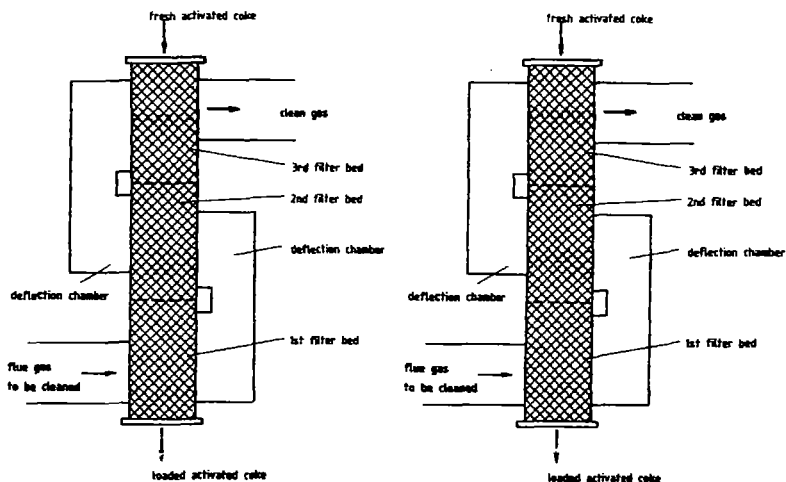 fresh activated coke
clean gas
3rd filter bed
2nd filter bed
deflection chamber
deflection chamber
1st filter bed
flue gas
to be cleaned
loaded activated coke
fresh activated coke
clean gas
3rd filter bed
2nd filter bed
deflection chamber
deflection chamber
1st filter bed
flue gas
to be cleaned
loaded activated coke